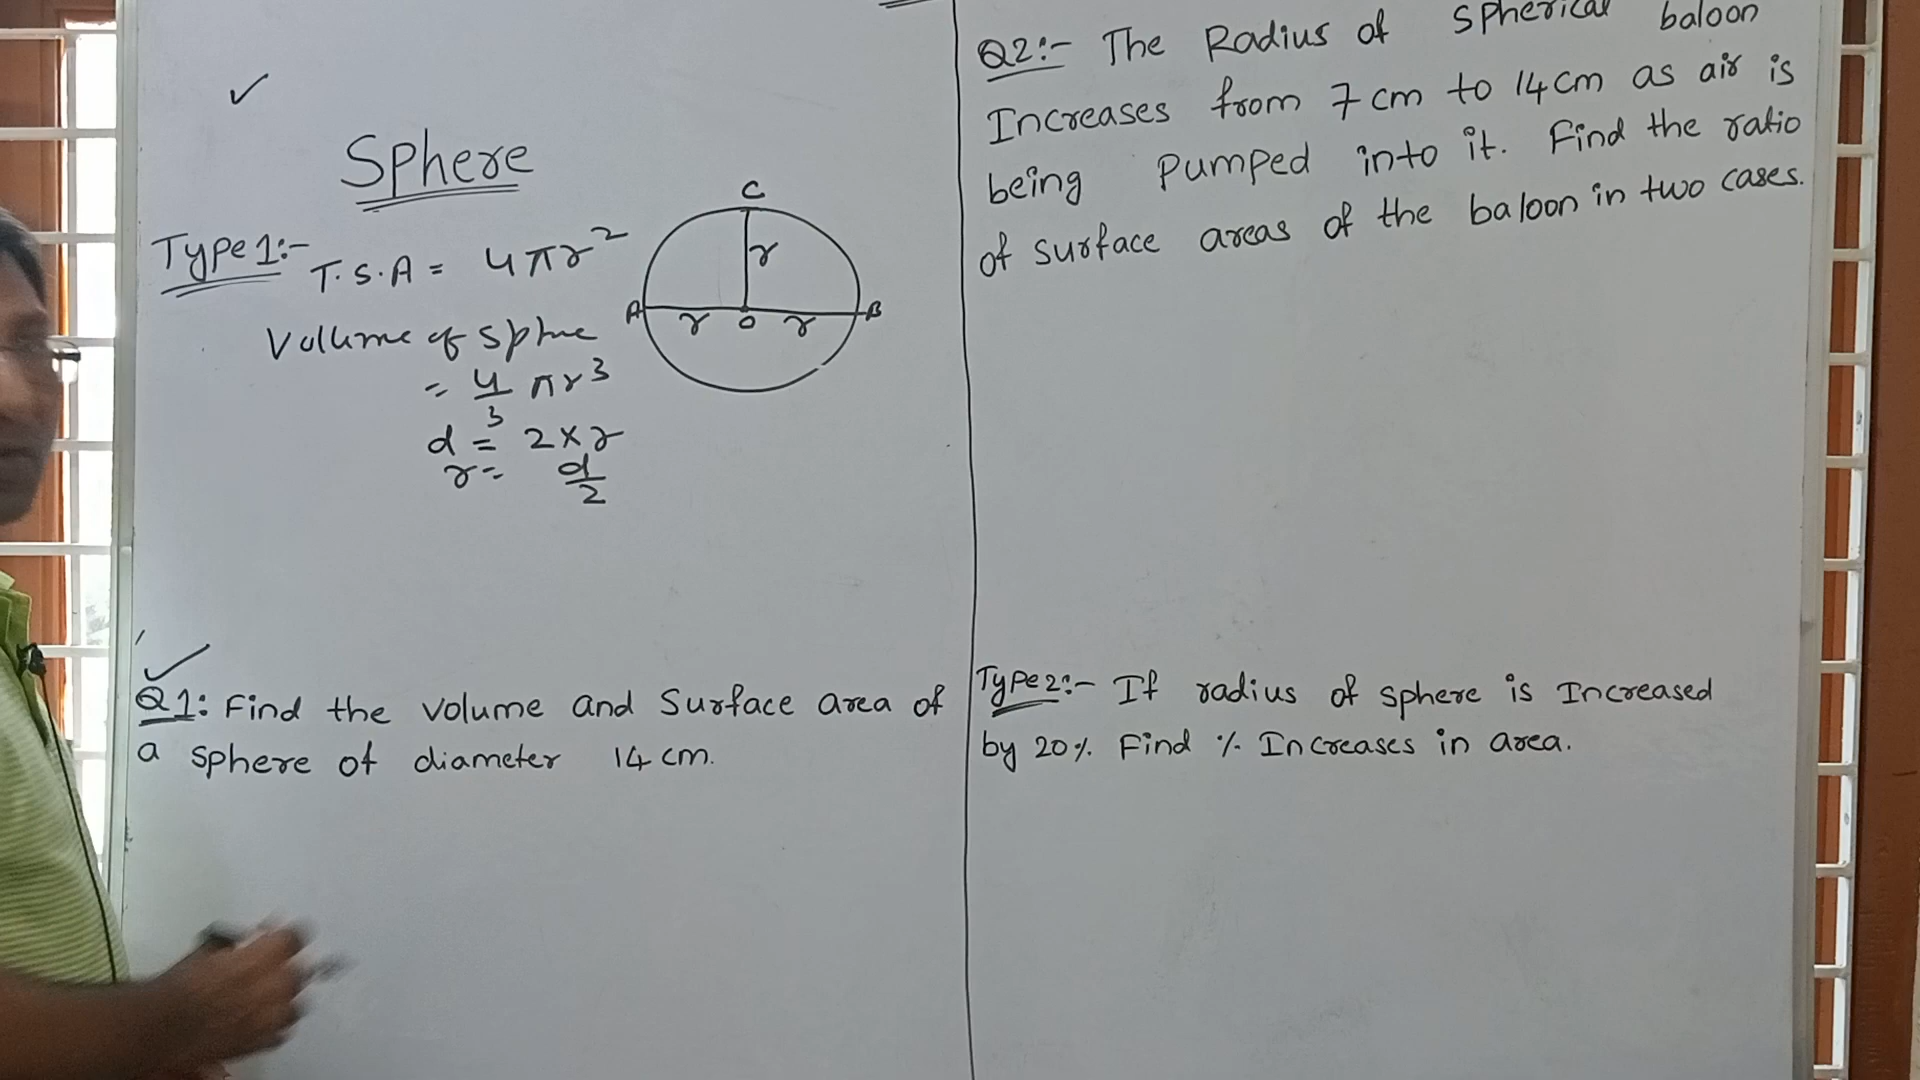 Sphere
Type 1:- T.S.A = 4πr²
Volume of sphre
= 4/3 πr³
d = 2×r
r = d/2
C
r
A r O r B
Q1: Find the volume and Surface area of
a sphere of diameter 14 cm.
Q2:- The Radius of Spherical baloon
Increases from 7 cm to 14 cm as air is
being Pumped into it. Find the ratio
of surface areas of the baloon in two cases.
Type 2:- If radius of sphere is Increased
by 20%. Find % Increases in area.